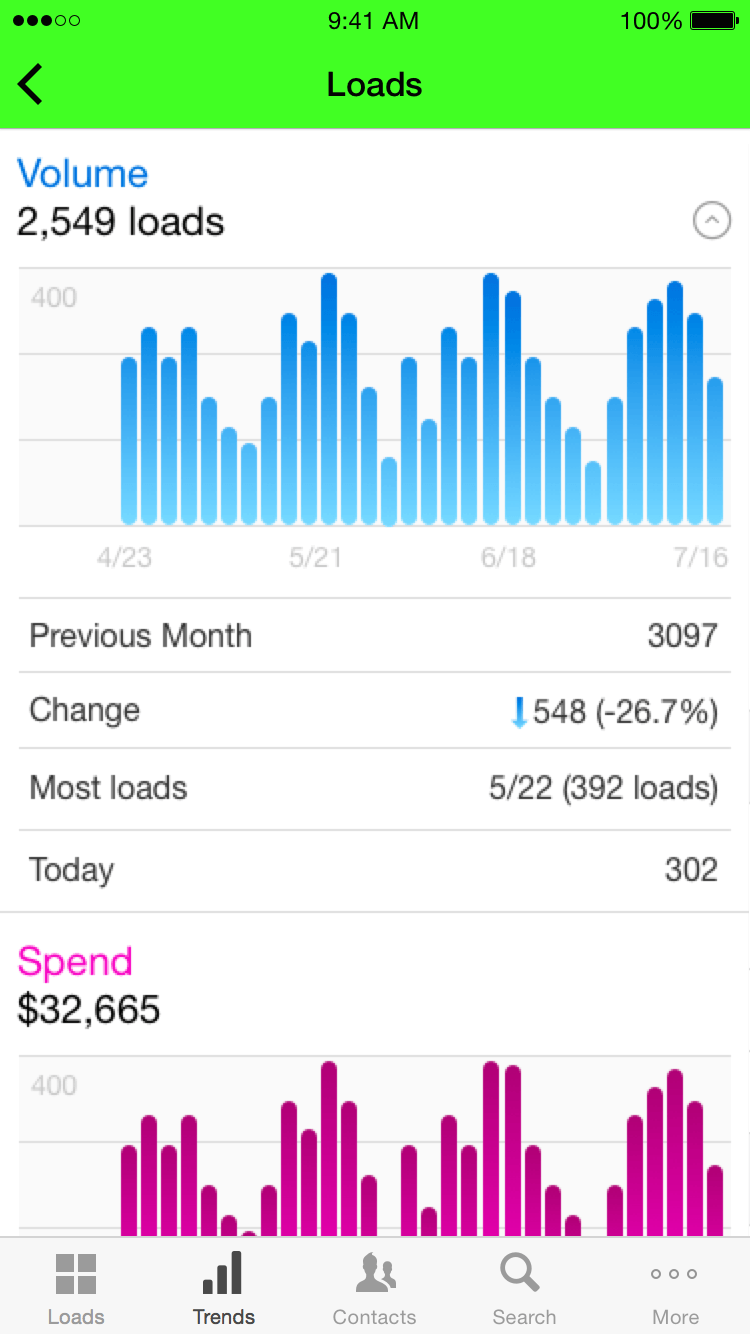 9:41 AM 100%
Loads
Volume
2,549 loads
400
4/23 5/21 6/18 7/16
Previous Month 3097
Change 548 (-26.7%)
Most loads 5/22 (392 loads)
Today 302
Spend
$32,665
400
Loads Trends Contacts Search More